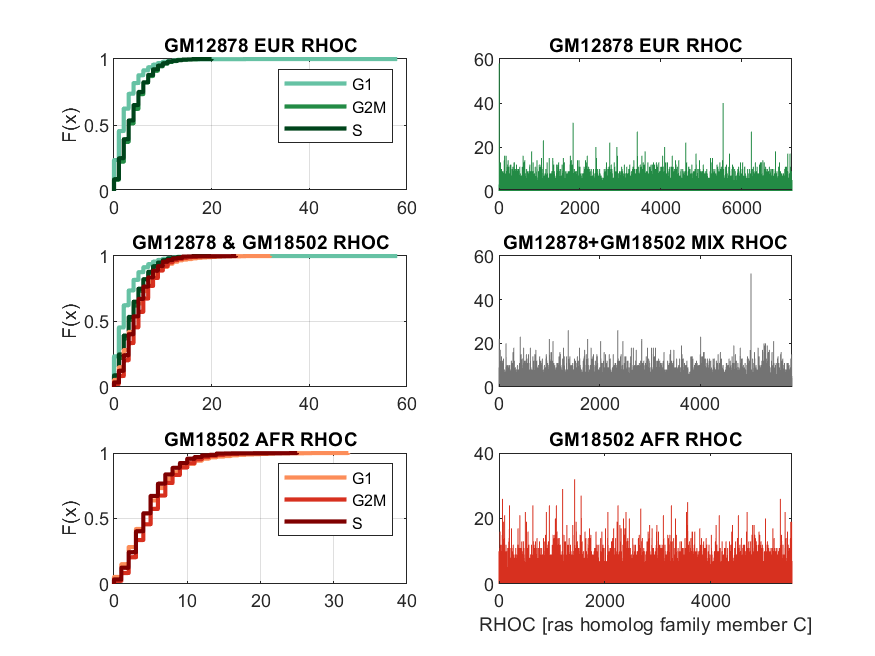 GM12878 EUR RHOC
1
0.5
0
F(x)
0 20 40 60
G1
G2M
S
GM12878 EUR RHOC
60
40
20
0
0 2000 4000 6000
GM12878 & GM18502 RHOC
1
0.5
0
F(x)
0 20 40 60
GM12878+GM18502 MIX RHOC
60
40
20
0
0 2000 4000
GM18502 AFR RHOC
1
0.5
0
F(x)
0 10 20 30 40
G1
G2M
S
GM18502 AFR RHOC
40
20
0
0 2000 4000
RHOC [ras homolog family member C]